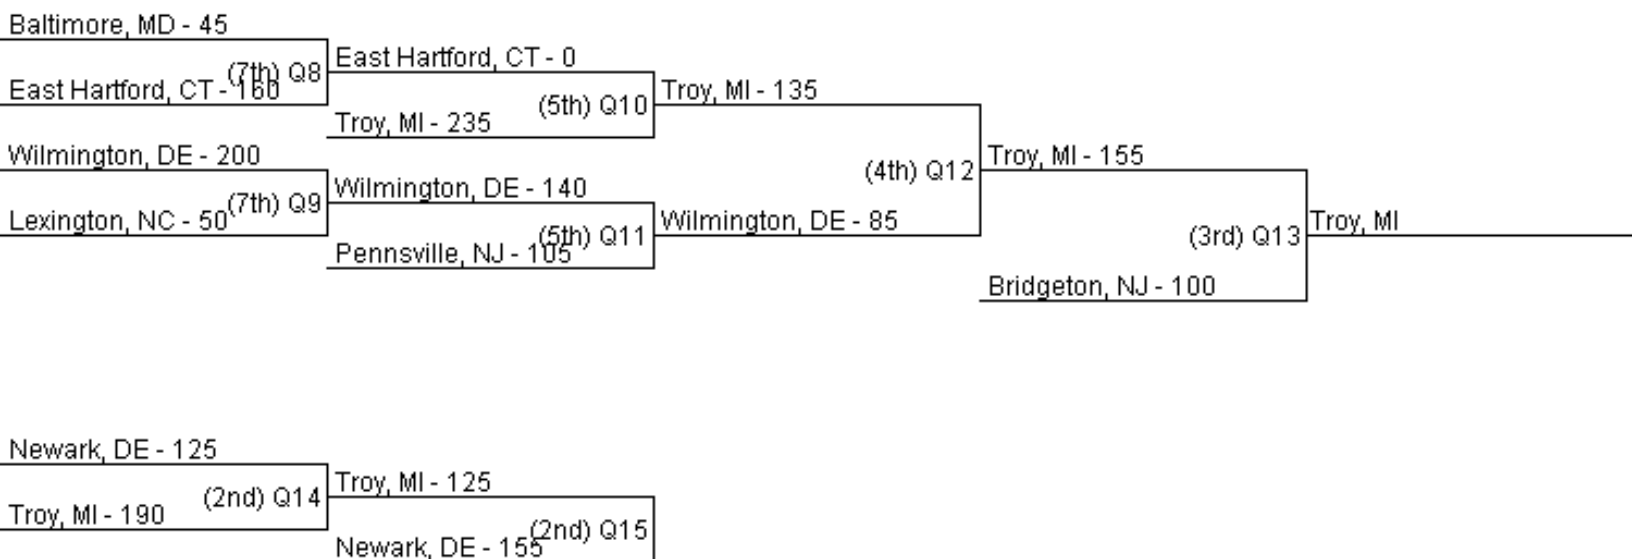 Baltimore, MD - 45
(7th) Q8
East Hartford, CT - 160
East Hartford, CT - 0
(5th) Q10
Troy, MI - 235
Troy, MI - 135
Wilmington, DE - 200
(7th) Q9
Lexington, NC - 50
Wilmington, DE - 140
(5th) Q11
Pennsville, NJ - 105
Wilmington, DE - 85
(4th) Q12
Troy, MI - 155
(3rd) Q13
Bridgeton, NJ - 100
Troy, MI
Newark, DE - 125
(2nd) Q14
Troy, MI - 190
Troy, MI - 125
(2nd) Q15
Newark, DE - 155